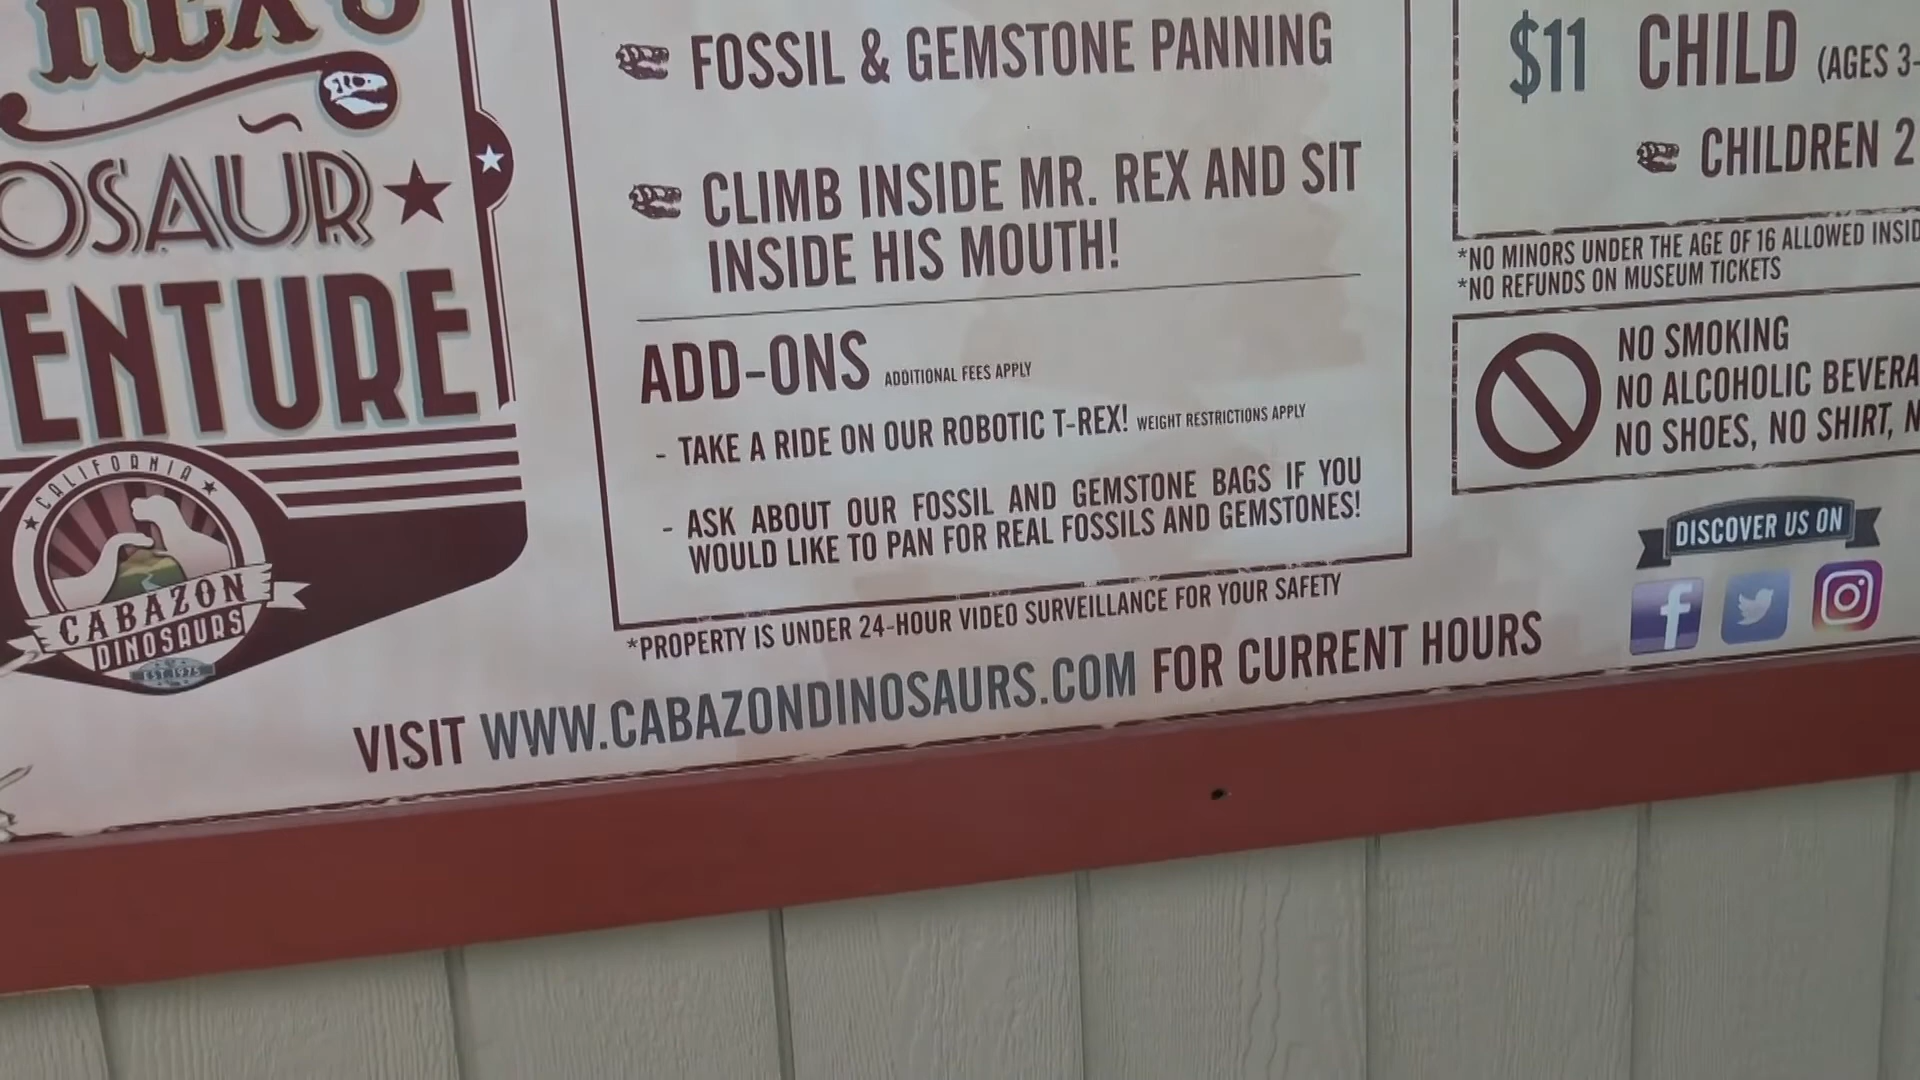 REX'S
OSAUR
ENTURE
CALIFORNIA
CABAZON
DINOSAURS
EST. 1975
FOSSIL & GEMSTONE PANNING
CLIMB INSIDE MR. REX AND SIT
INSIDE HIS MOUTH!
ADD-ONS ADDITIONAL FEES APPLY
- TAKE A RIDE ON OUR ROBOTIC T-REX! WEIGHT RESTRICTIONS APPLY
- ASK ABOUT OUR FOSSIL AND GEMSTONE BAGS IF YOU
WOULD LIKE TO PAN FOR REAL FOSSILS AND GEMSTONES!
*PROPERTY IS UNDER 24-HOUR VIDEO SURVEILLANCE FOR YOUR SAFETY
VISIT WWW.CABAZONDINOSAURS.COM FOR CURRENT HOURS
$11 CHILD (AGES 3-
CHILDREN 2
*NO MINORS UNDER THE AGE OF 16 ALLOWED INSID
*NO REFUNDS ON MUSEUM TICKETS
NO SMOKING
NO ALCOHOLIC BEVERA
NO SHOES, NO SHIRT, N
DISCOVER US ON